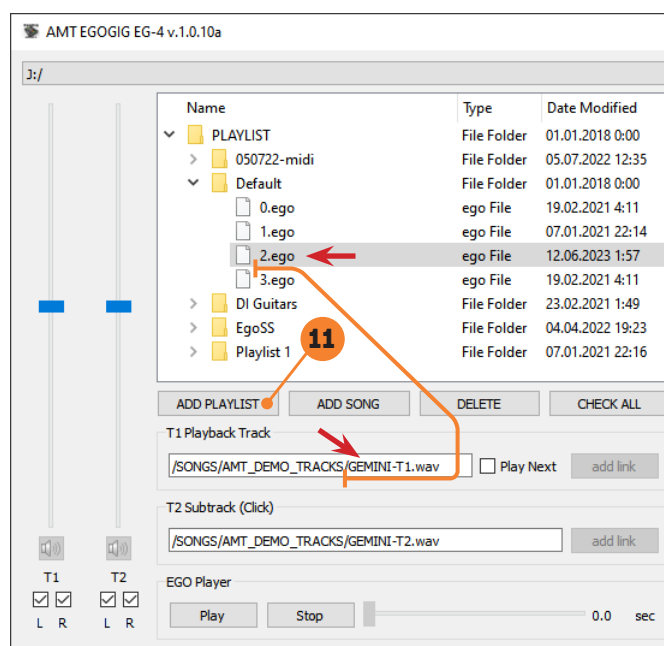 AMT EGOGIG EG-4 v.1.0.10a
J:/
Name Type Date Modified
PLAYLIST File Folder 01.01.2018 0:00
050722-midi File Folder 05.07.2022 12:35
Default File Folder 01.01.2018 0:00
0.ego ego File 19.02.2021 4:11
1.ego ego File 07.01.2021 22:14
2.ego ego File 12.06.2023 1:57
3.ego ego File 19.02.2021 4:11
DI Guitars File Folder 23.02.2021 1:49
EgoSS File Folder 04.04.2022 19:23
Playlist 1 File Folder 07.01.2021 22:16
11
ADD PLAYLIST ADD SONG DELETE CHECK ALL
T1 Playback Track
/SONGS/AMT_DEMO_TRACKS/GEMINI-T1.wav Play Next add link
T2 Subtrack (Click)
/SONGS/AMT_DEMO_TRACKS/GEMINI-T2.wav add link
T1 T2
EGO Player
L R L R
Play Stop 0.0 sec